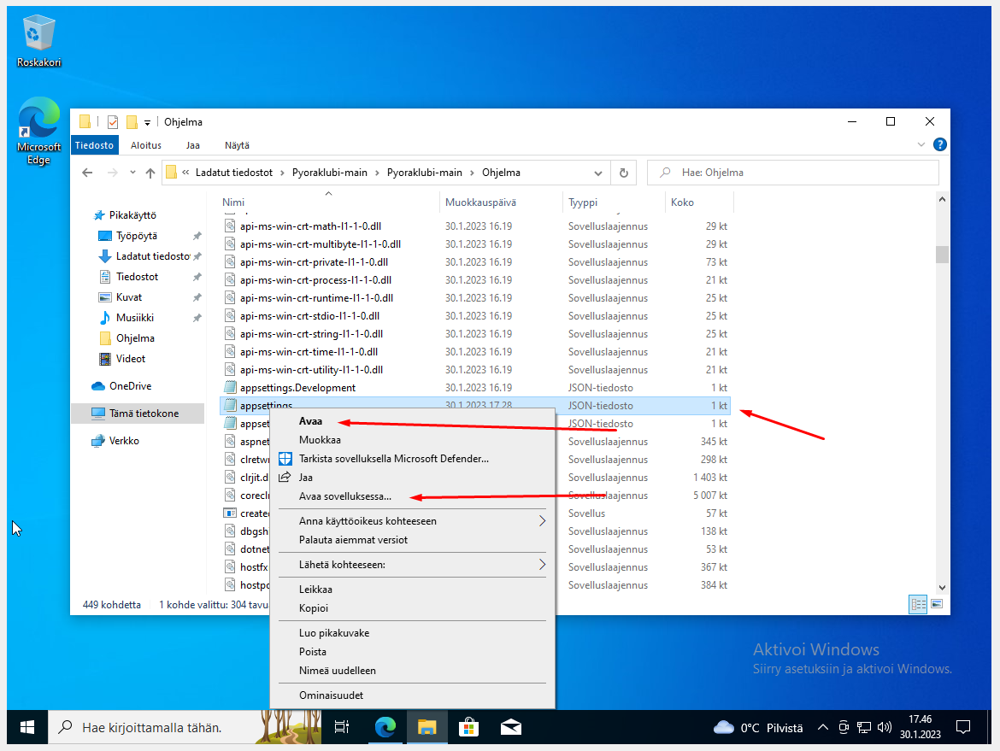 Roskakori
Microsoft
Edge
Ohjelma
Tiedosto Aloitus Jaa Näytä
« Ladatut tiedostot › Pyoraklubi-main › Pyoraklubi-main › Ohjelma
Hae: Ohjelma
Pikakäyttö
Työpöytä
Ladatut tiedosto
Tiedostot
Kuvat
Musiikki
Ohjelma
Videot
OneDrive
Tämä tietokone
Verkko
Nimi Muokkauspäivä Tyyppi Koko
api-ms-win-crt-math-l1-1-0.dll 30.1.2023 16.19 Sovelluslaajennus 29 kt
api-ms-win-crt-multibyte-l1-1-0.dll 30.1.2023 16.19 Sovelluslaajennus 29 kt
api-ms-win-crt-private-l1-1-0.dll 30.1.2023 16.19 Sovelluslaajennus 73 kt
api-ms-win-crt-process-l1-1-0.dll 30.1.2023 16.19 Sovelluslaajennus 21 kt
api-ms-win-crt-runtime-l1-1-0.dll 30.1.2023 16.19 Sovelluslaajennus 25 kt
api-ms-win-crt-stdio-l1-1-0.dll 30.1.2023 16.19 Sovelluslaajennus 25 kt
api-ms-win-crt-string-l1-1-0.dll 30.1.2023 16.19 Sovelluslaajennus 25 kt
api-ms-win-crt-time-l1-1-0.dll 30.1.2023 16.19 Sovelluslaajennus 21 kt
api-ms-win-crt-utility-l1-1-0.dll 30.1.2023 16.19 Sovelluslaajennus 21 kt
appsettings.Development 30.1.2023 16.19 JSON-tiedosto 1 kt
appsettings 30.1.2023 17.28 JSON-tiedosto 1 kt
appset JSON-tiedosto 1 kt
aspnet Sovelluslaajennus 345 kt
clretw Sovelluslaajennus 298 kt
clrjit.d Sovelluslaajennus 1 403 kt
coreclr Sovelluslaajennus 5 007 kt
created Sovellus 57 kt
dbgsh Sovelluslaajennus 138 kt
dotnet Sovelluslaajennus 53 kt
hostfx Sovelluslaajennus 367 kt
hostpo Sovelluslaajennus 384 kt
449 kohdetta 1 kohde valittu: 304 tavu
Avaa
Muokkaa
Tarkista sovelluksella Microsoft Defender...
Jaa
Avaa sovelluksessa...
Anna käyttöoikeus kohteeseen
Palauta aiemmat versiot
Lähetä kohteeseen:
Leikkaa
Kopioi
Luo pikakuvake
Poista
Nimeä uudelleen
Ominaisuudet
Aktivoi Windows
Siirry asetuksiin ja aktivoi Windows.
Hae kirjoittamalla tähän.
0°C Pilvistä
17.46
30.1.2023